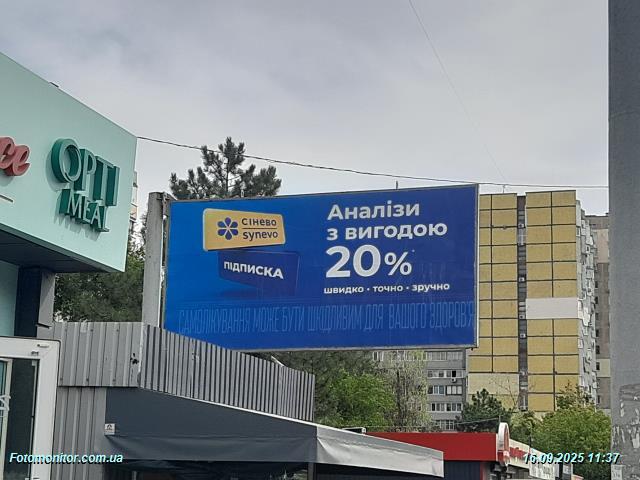 OPTI
MEAL
СІНЕВО
synevo
ПІДПИСКА
Аналізи
з вигодою
20%
швидко • точно • зручно
САМОЛІКУВАННЯ МОЖЕ БУТИ ШКІДЛИВИМ ДЛЯ ВАШОГО ЗДОРОВ'Я
Fotomonitor.com.ua
16.09.2025 11:37